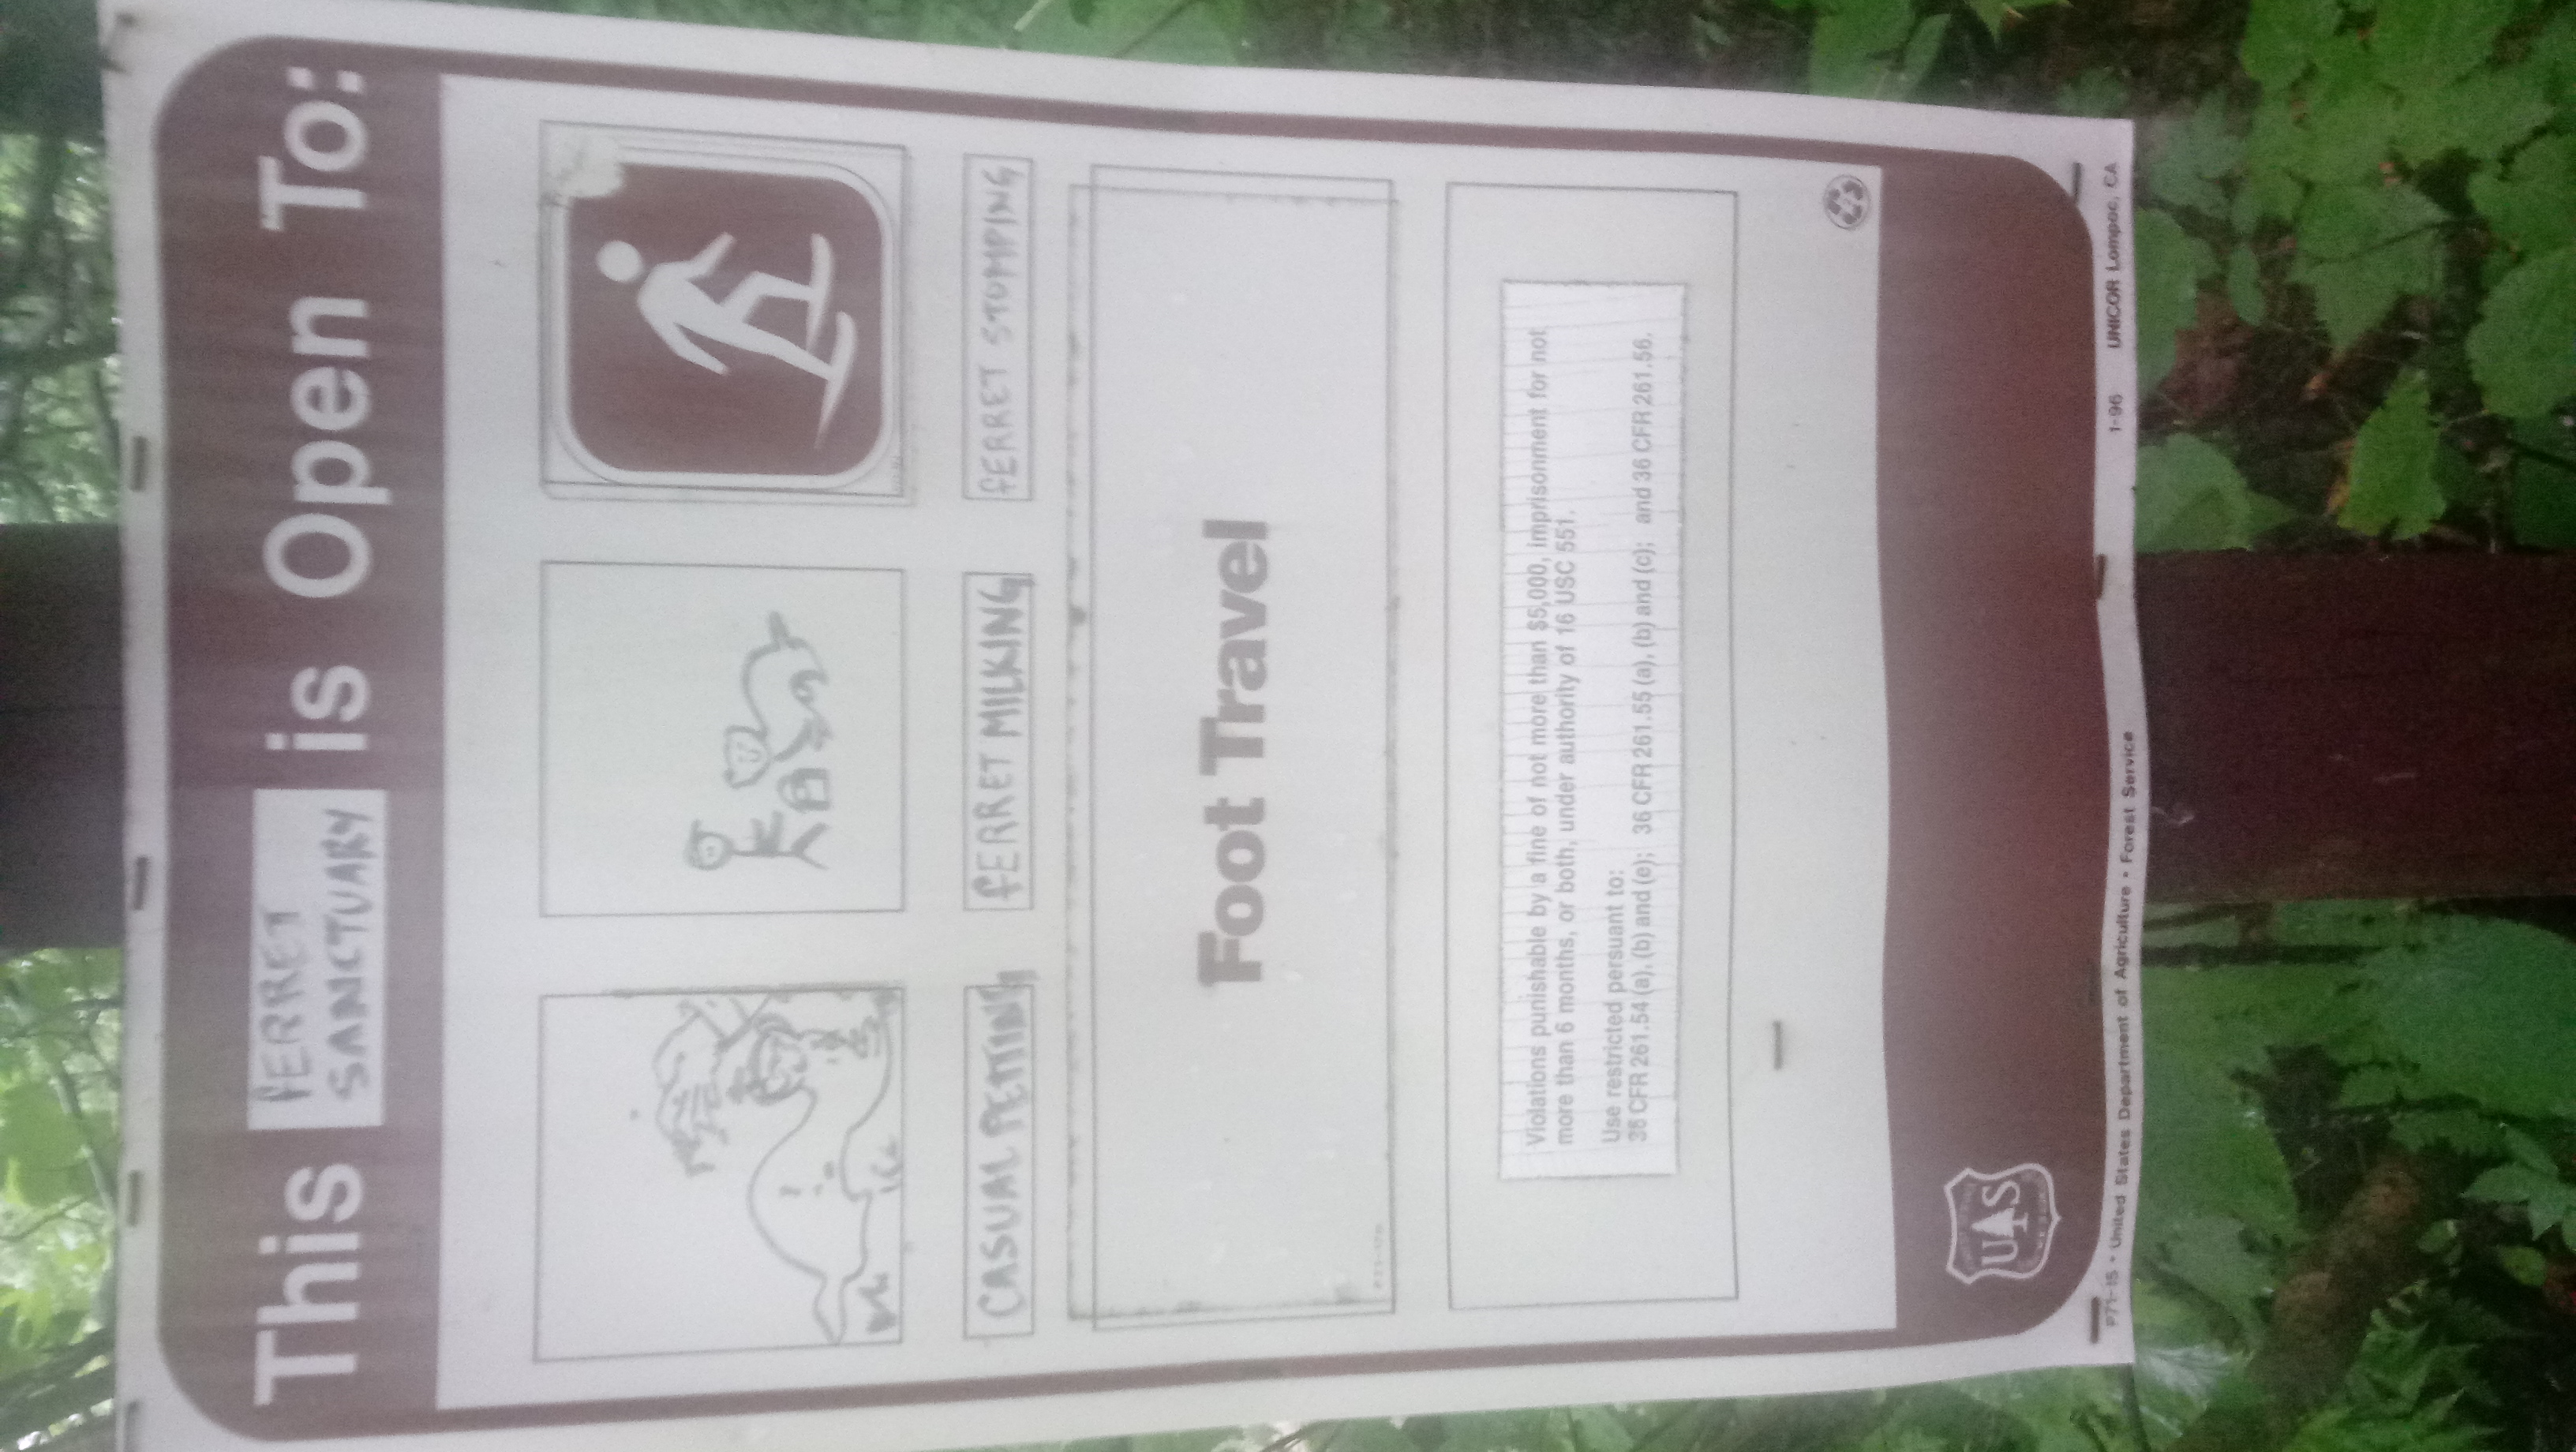 This FERRET SANCTUARY is Open To:
CASUAL PETTING
FERRET MILKING
FERRET STOMPING
Foot Travel
Violations punishable by a fine of not more than $5,000, imprisonment for not
more than 6 months, or both, under authority of 16 USC 551.
Use restricted persuant to:
36 CFR 261.54 (a), (b) and (e); 36 CFR 261.55 (a), (b) and (c); and 36 CFR 261.56.
US
P71-15 • United States Department of Agriculture • Forest Service 1-96 UNICOR Lompoc, CA